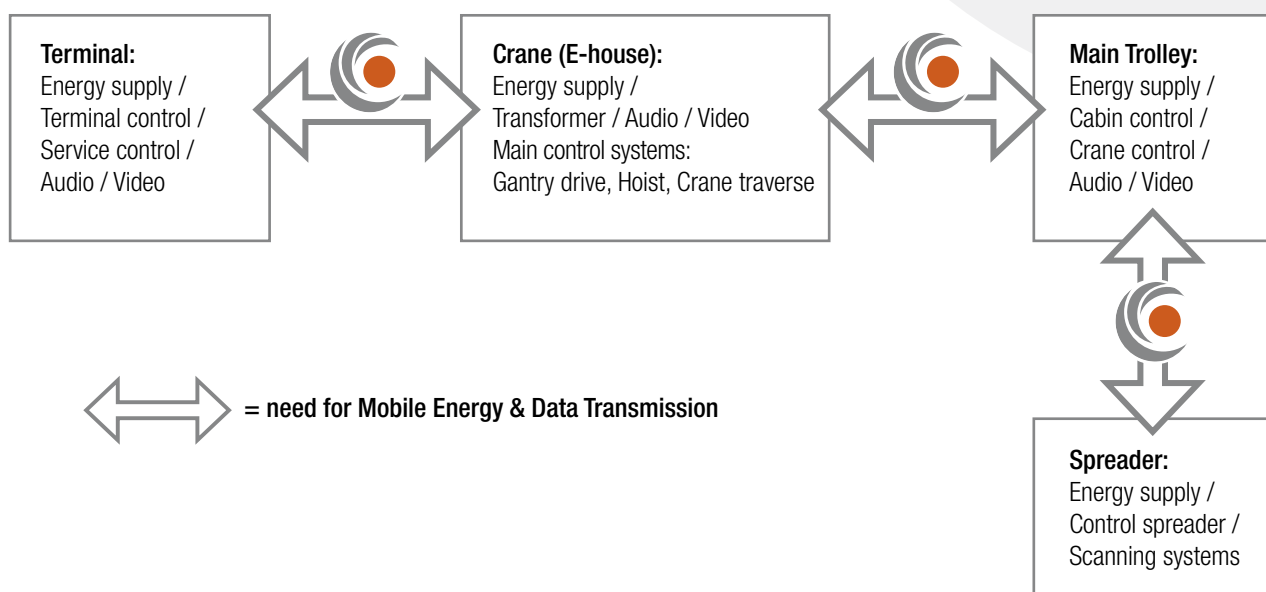 Terminal:
Energy supply /
Terminal control /
Service control /
Audio / Video
Crane (E-house):
Energy supply /
Transformer / Audio / Video
Main control systems:
Gantry drive, Hoist, Crane traverse
Main Trolley:
Energy supply /
Cabin control /
Crane control /
Audio / Video
= need for Mobile Energy & Data Transmission
Spreader:
Energy supply /
Control spreader /
Scanning systems